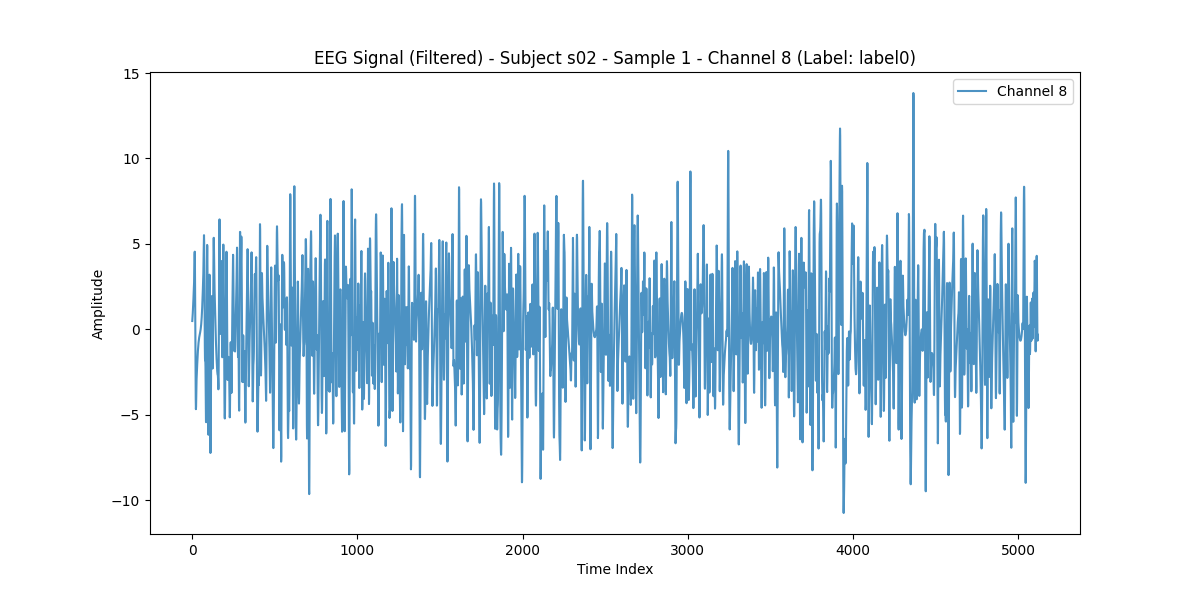 EEG Signal (Filtered) - Subject s02 - Sample 1 - Channel 8 (Label: label0)
Channel 8
15
10
5
0
−5
−10
Amplitude
0 1000 2000 3000 4000 5000
Time Index